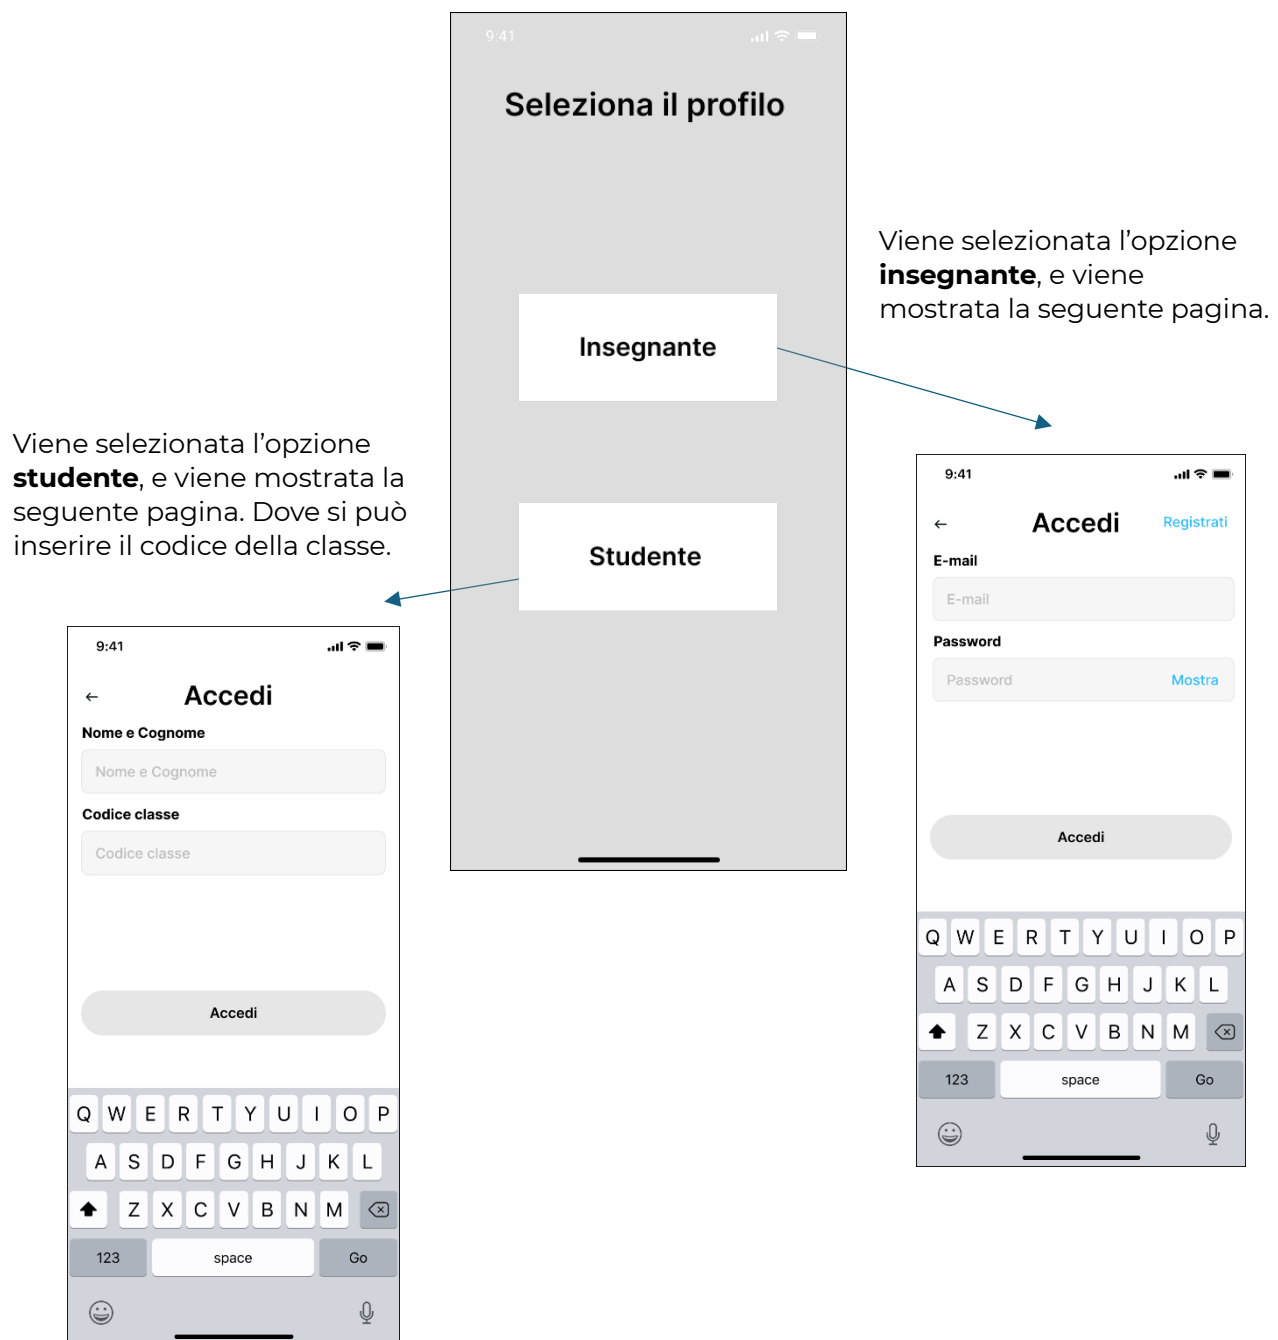 9:41
Seleziona il profilo
Insegnante
Studente
Viene selezionata l’opzione
insegnante, e viene
mostrata la seguente pagina.
Viene selezionata l’opzione
studente, e viene mostrata la
seguente pagina. Dove si può
inserire il codice della classe.
9:41
Accedi
Nome e Cognome
Nome e Cognome
Codice classe
Codice classe
Accedi
Q W E R T Y U I O P
A S D F G H J K L
Z X C V B N M
123 space Go
9:41
Accedi Registrati
E-mail
E-mail
Password
Password Mostra
Accedi
Q W E R T Y U I O P
A S D F G H J K L
Z X C V B N M
123 space Go